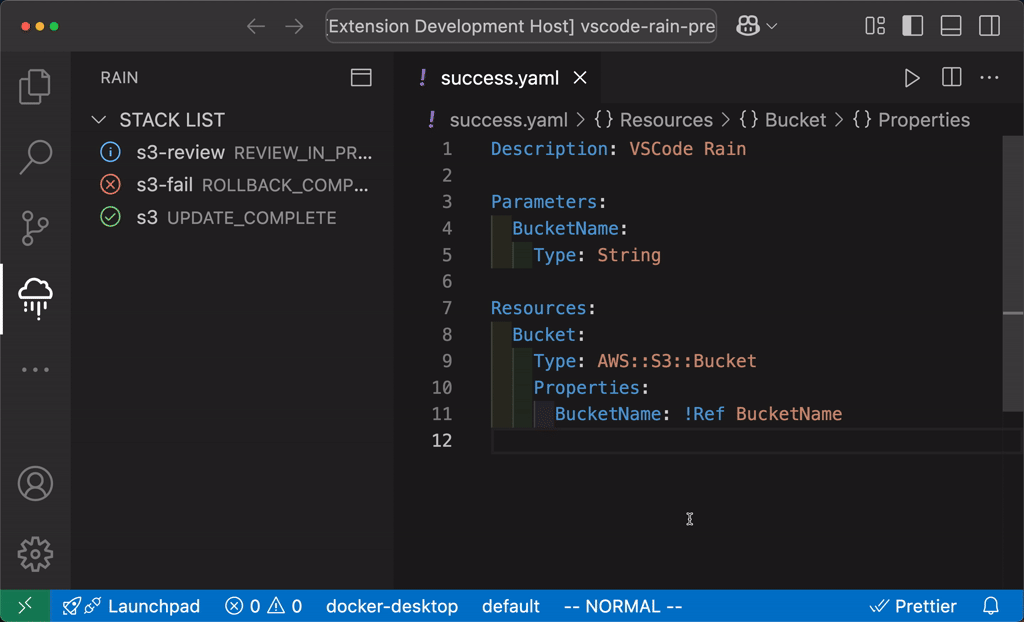 [Extension Development Host] vscode-rain-pre
RAIN
STACK LIST
s3-review REVIEW_IN_PR...
s3-fail ROLLBACK_COMP...
s3 UPDATE_COMPLETE
! success.yaml
! success.yaml > {} Resources > {} Bucket > {} Properties
1 Description: VSCode Rain
2
3 Parameters:
4 BucketName:
5 Type: String
6
7 Resources:
8 Bucket:
9 Type: AWS::S3::Bucket
10 Properties:
11 BucketName: !Ref BucketName
12
Launchpad 0 0 docker-desktop default -- NORMAL -- Prettier